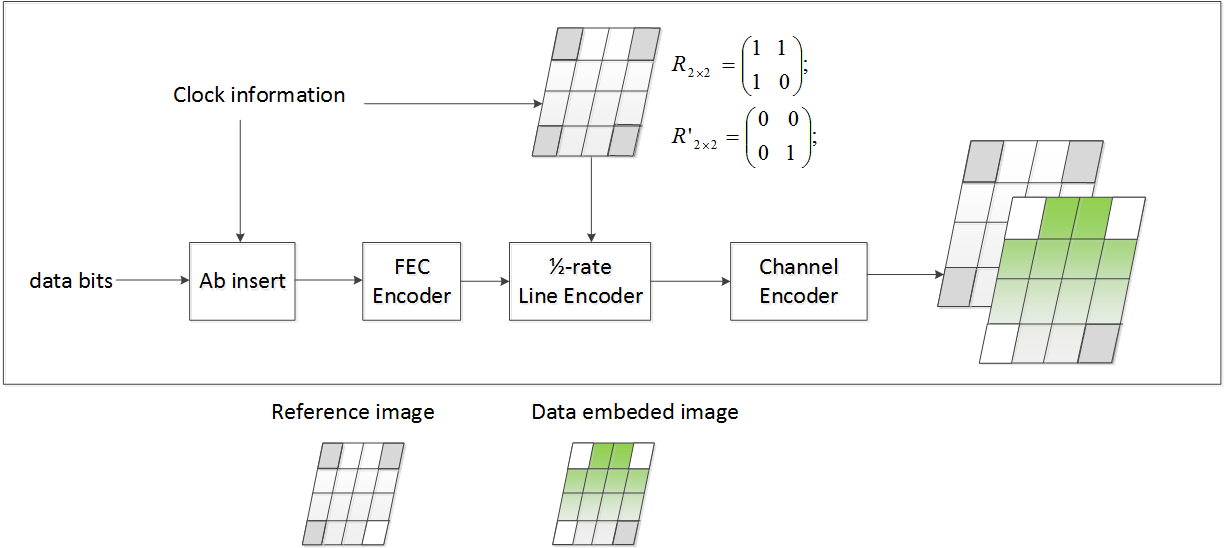 R2×2 = (1 1
1 0);
Clock information
R'2×2 = (0 0
0 1);
data bits
Ab insert
FEC
Encoder
½-rate
Line Encoder
Channel
Encoder
Reference image
Data embeded image